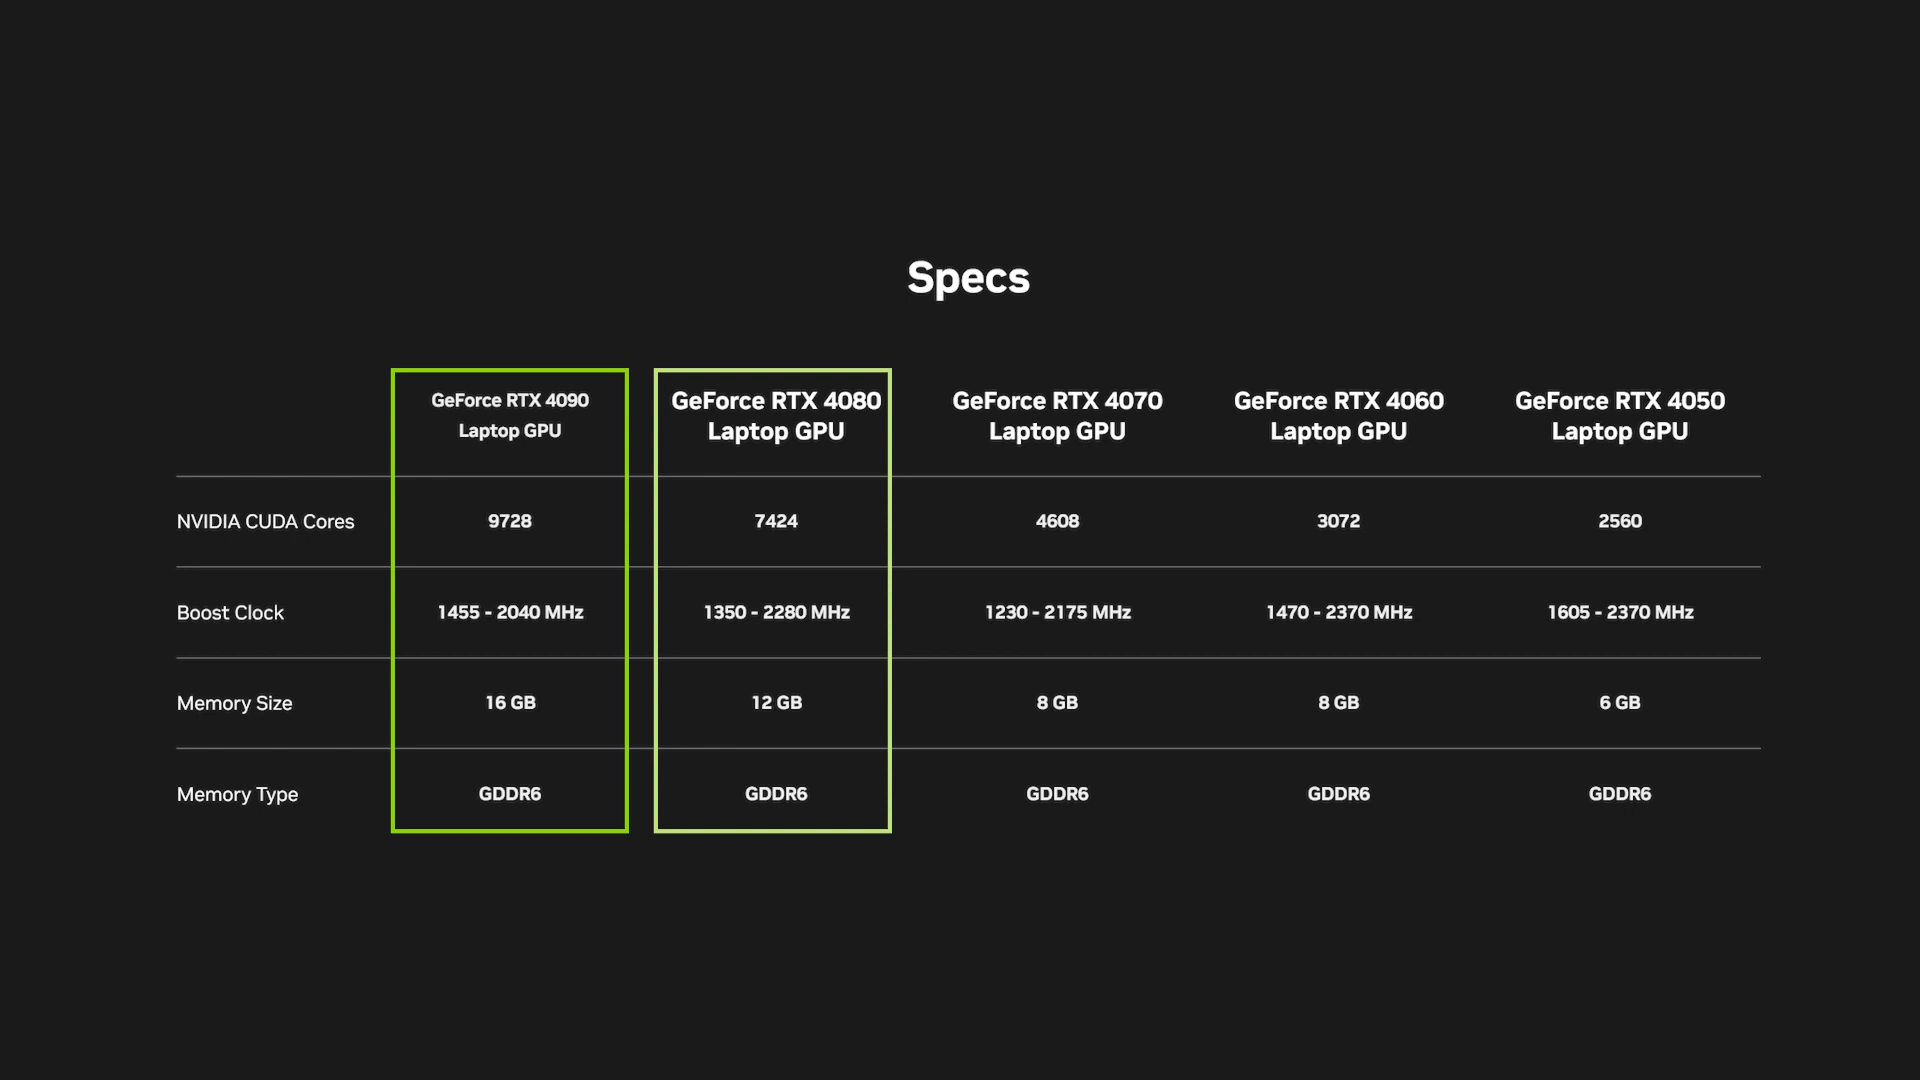 Specs
GeForce RTX 4090 GeForce RTX 4080 GeForce RTX 4070 GeForce RTX 4060 GeForce RTX 4050
Laptop GPU Laptop GPU Laptop GPU Laptop GPU Laptop GPU
NVIDIA CUDA Cores 9728 7424 4608 3072 2560
Boost Clock 1455 - 2040 MHz 1350 - 2280 MHz 1230 - 2175 MHz 1470 - 2370 MHz 1605 - 2370 MHz
Memory Size 16 GB 12 GB 8 GB 8 GB 6 GB
Memory Type GDDR6 GDDR6 GDDR6 GDDR6 GDDR6